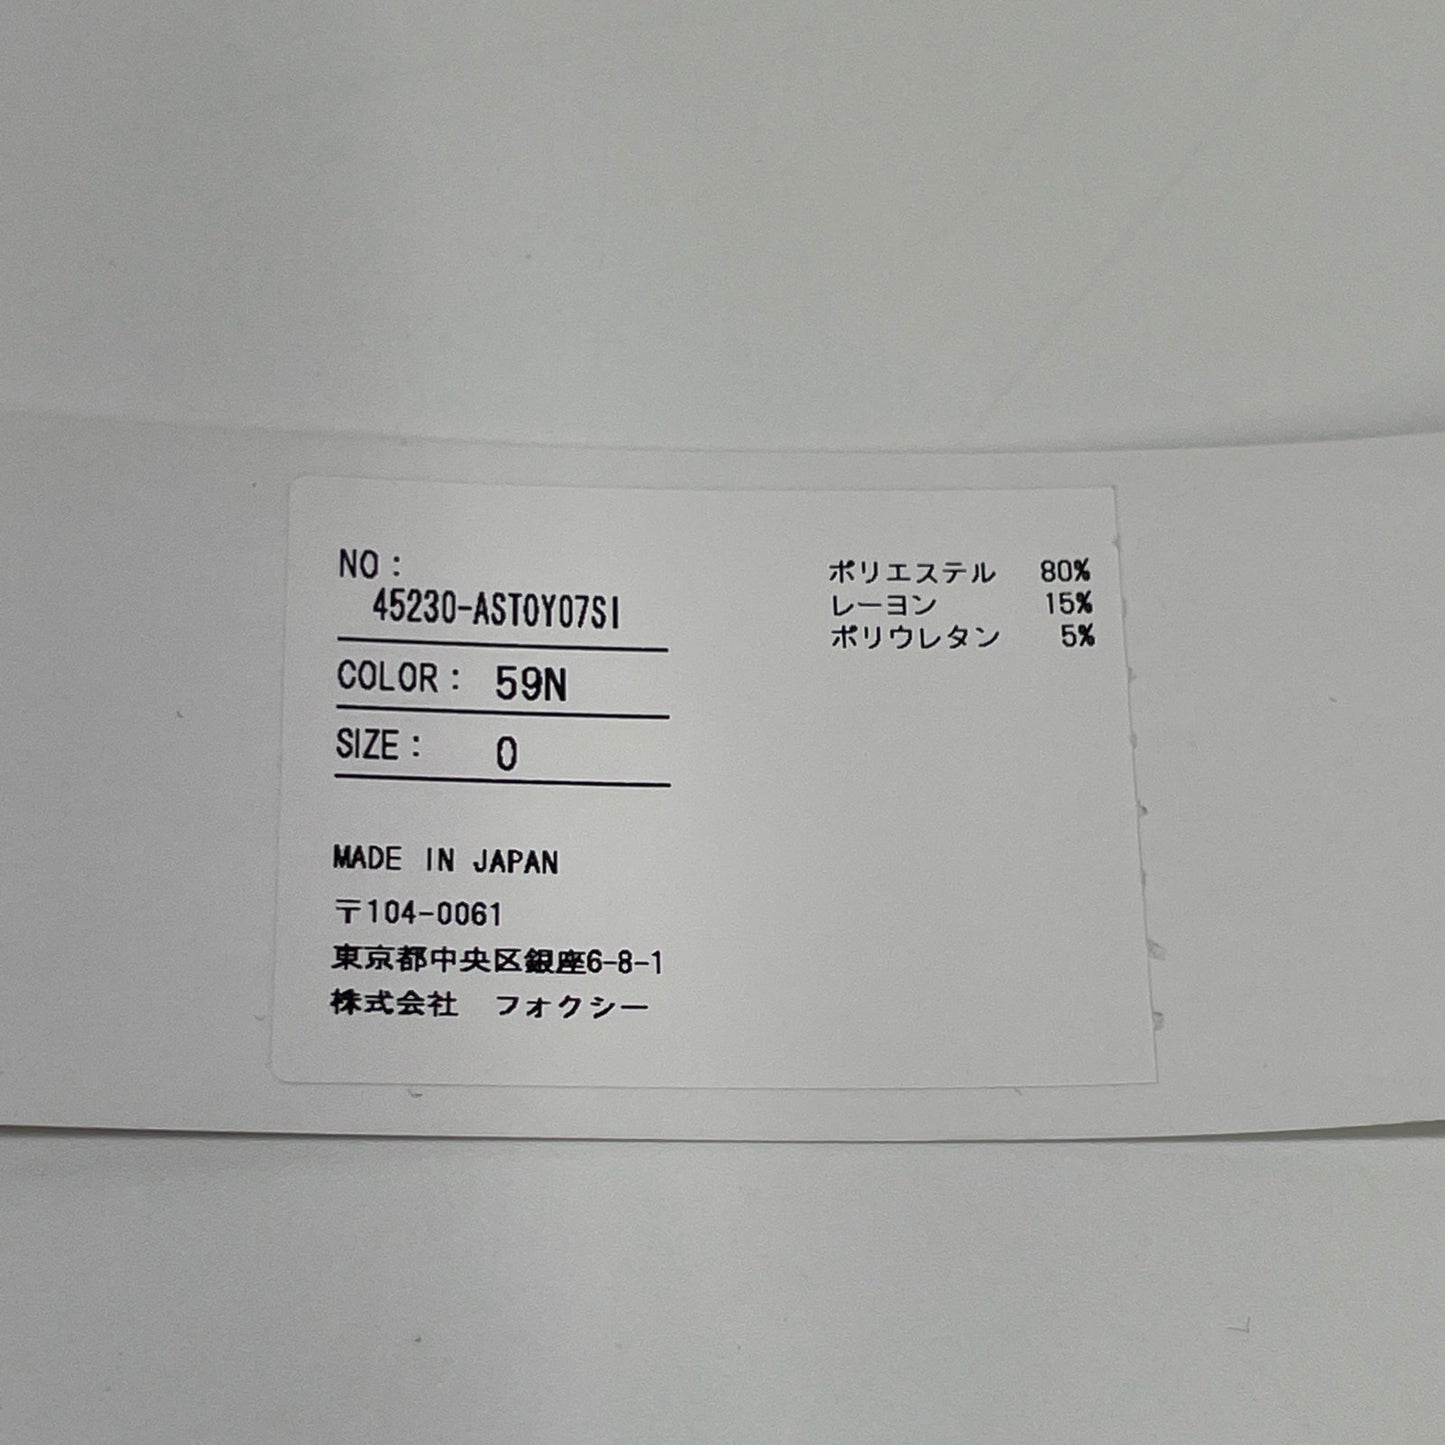 NO:
45230-AST0Y07SI
COLOR: 59N
SIZE: 0
MADE IN JAPAN
〒104-0061
東京都中央区銀座6-8-1
株式会社 フォクシー
ポリエステル 80%
レーヨン 15%
ポリウレタン 5%